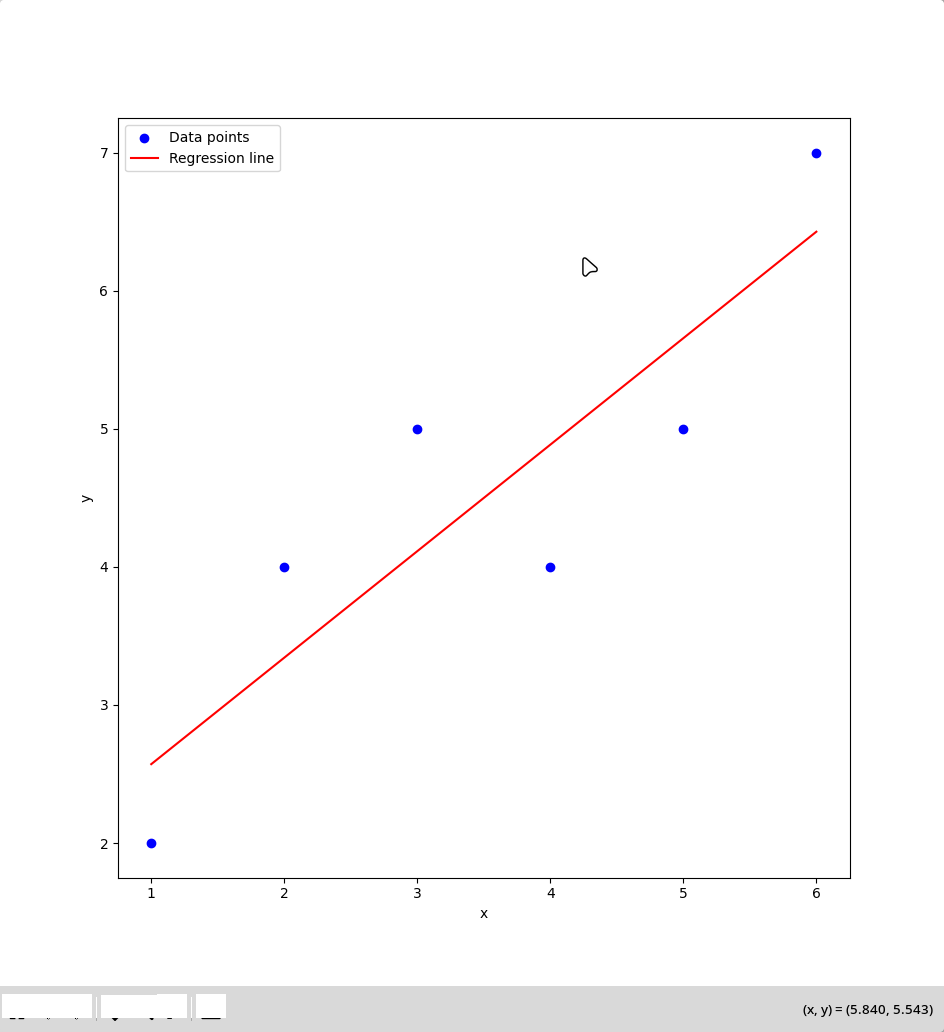 Data points
Regression line
7
6
5
4
3
2
y
1 2 3 4 5 6
x
(x, y) = (5.840, 5.543)